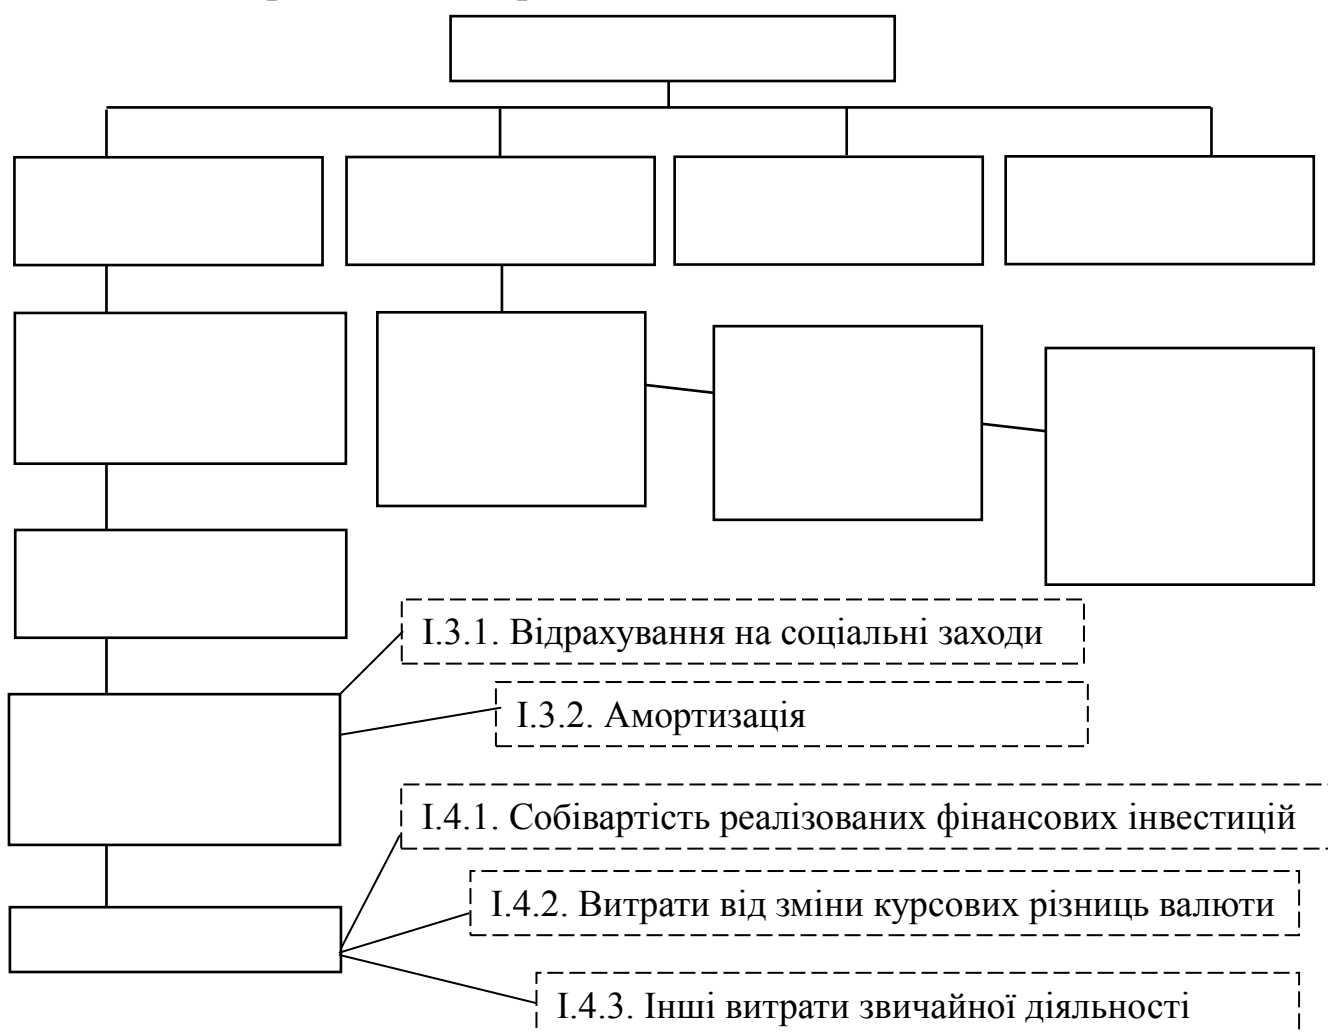 І.3.1. Відрахування на соціальні заходи
І.3.2. Амортизація
І.4.1. Собівартість реалізованих фінансових інвестицій
І.4.2. Витрати від зміни курсових різниць валюти
І.4.3. Інші витрати звичайної діяльності